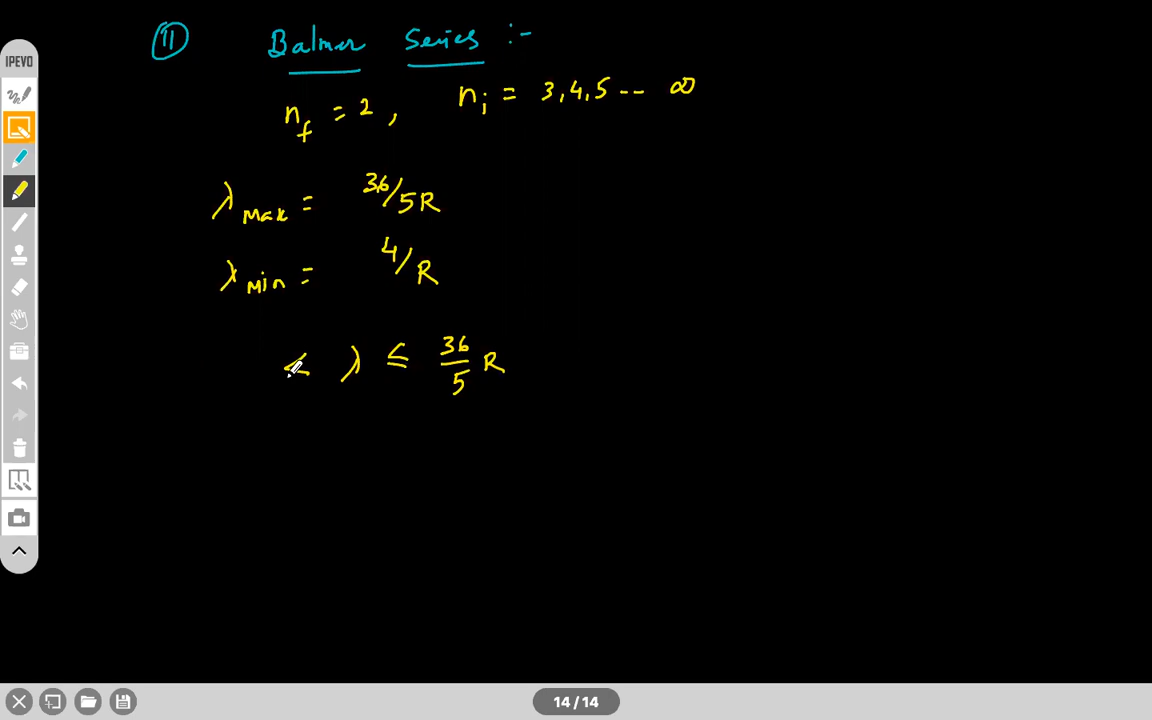 IPEVO
11 Balmer Series :-
n_f = 2, n_i = 3,4,5 -- ∞
λ_Max = 36/5R
λ_Min = 4/R
≤ λ ≤ 36/5 R
14/14